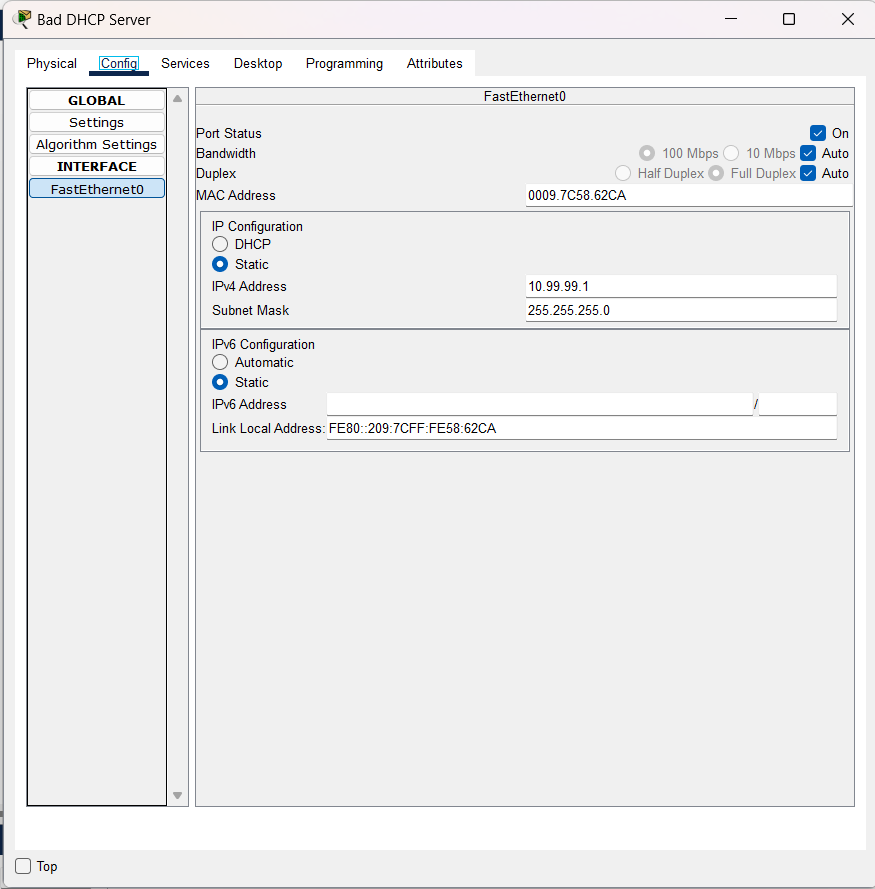 Bad DHCP Server
Physical Config Services Desktop Programming Attributes
GLOBAL
Settings
Algorithm Settings
INTERFACE
FastEthernet0
FastEthernet0
Port Status On
Bandwidth 100 Mbps 10 Mbps Auto
Duplex Half Duplex Full Duplex Auto
MAC Address 0009.7C58.62CA
IP Configuration
DHCP
Static
IPv4 Address 10.99.99.1
Subnet Mask 255.255.255.0
IPv6 Configuration
Automatic
Static
IPv6 Address /
Link Local Address: FE80::209:7CFF:FE58:62CA
Top